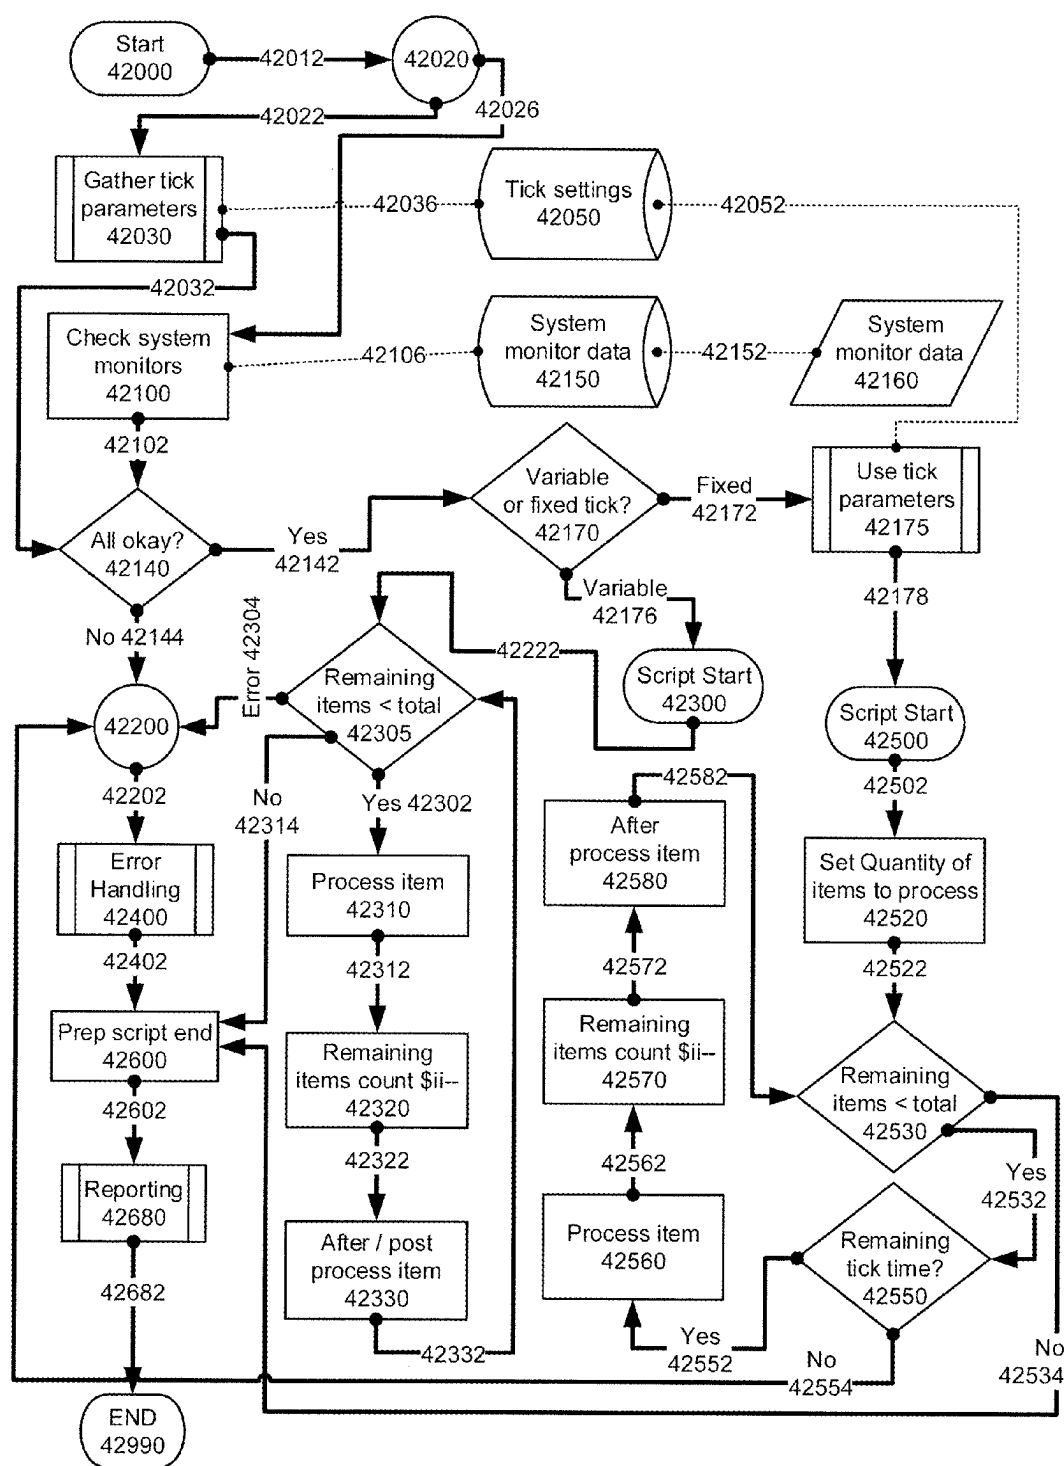 Start
42000
42012
42020
42026
42022
Gather tick
parameters
42030
42036
Tick settings
42050
42052
42032
Check system
monitors
42100
42106
System
monitor data
42150
42152
System
monitor data
42160
42102
All okay?
42140
Yes
42142
Variable
or fixed tick?
42170
Fixed
42172
Use tick
parameters
42175
Variable
42176
42178
No 42144
Error 42304
42222
Script Start
42300
Script Start
42500
42200
Remaining
items < total
42305
42202
No
42314
Yes 42302
42582
42502
Error
Handling
42400
Process item
42310
After
process item
42580
Set Quantity of
items to process
42520
42402
42312
42572
42522
Prep script end
42600
Remaining
items count $ii--
42320
Remaining
items count $ii--
42570
Remaining
items < total
42530
42602
42322
42562
Yes
42532
Reporting
42680
After / post
process item
42330
Process item
42560
Remaining
tick time?
42550
42682
42332
Yes
42552
No
42554
No
42534
END
42990